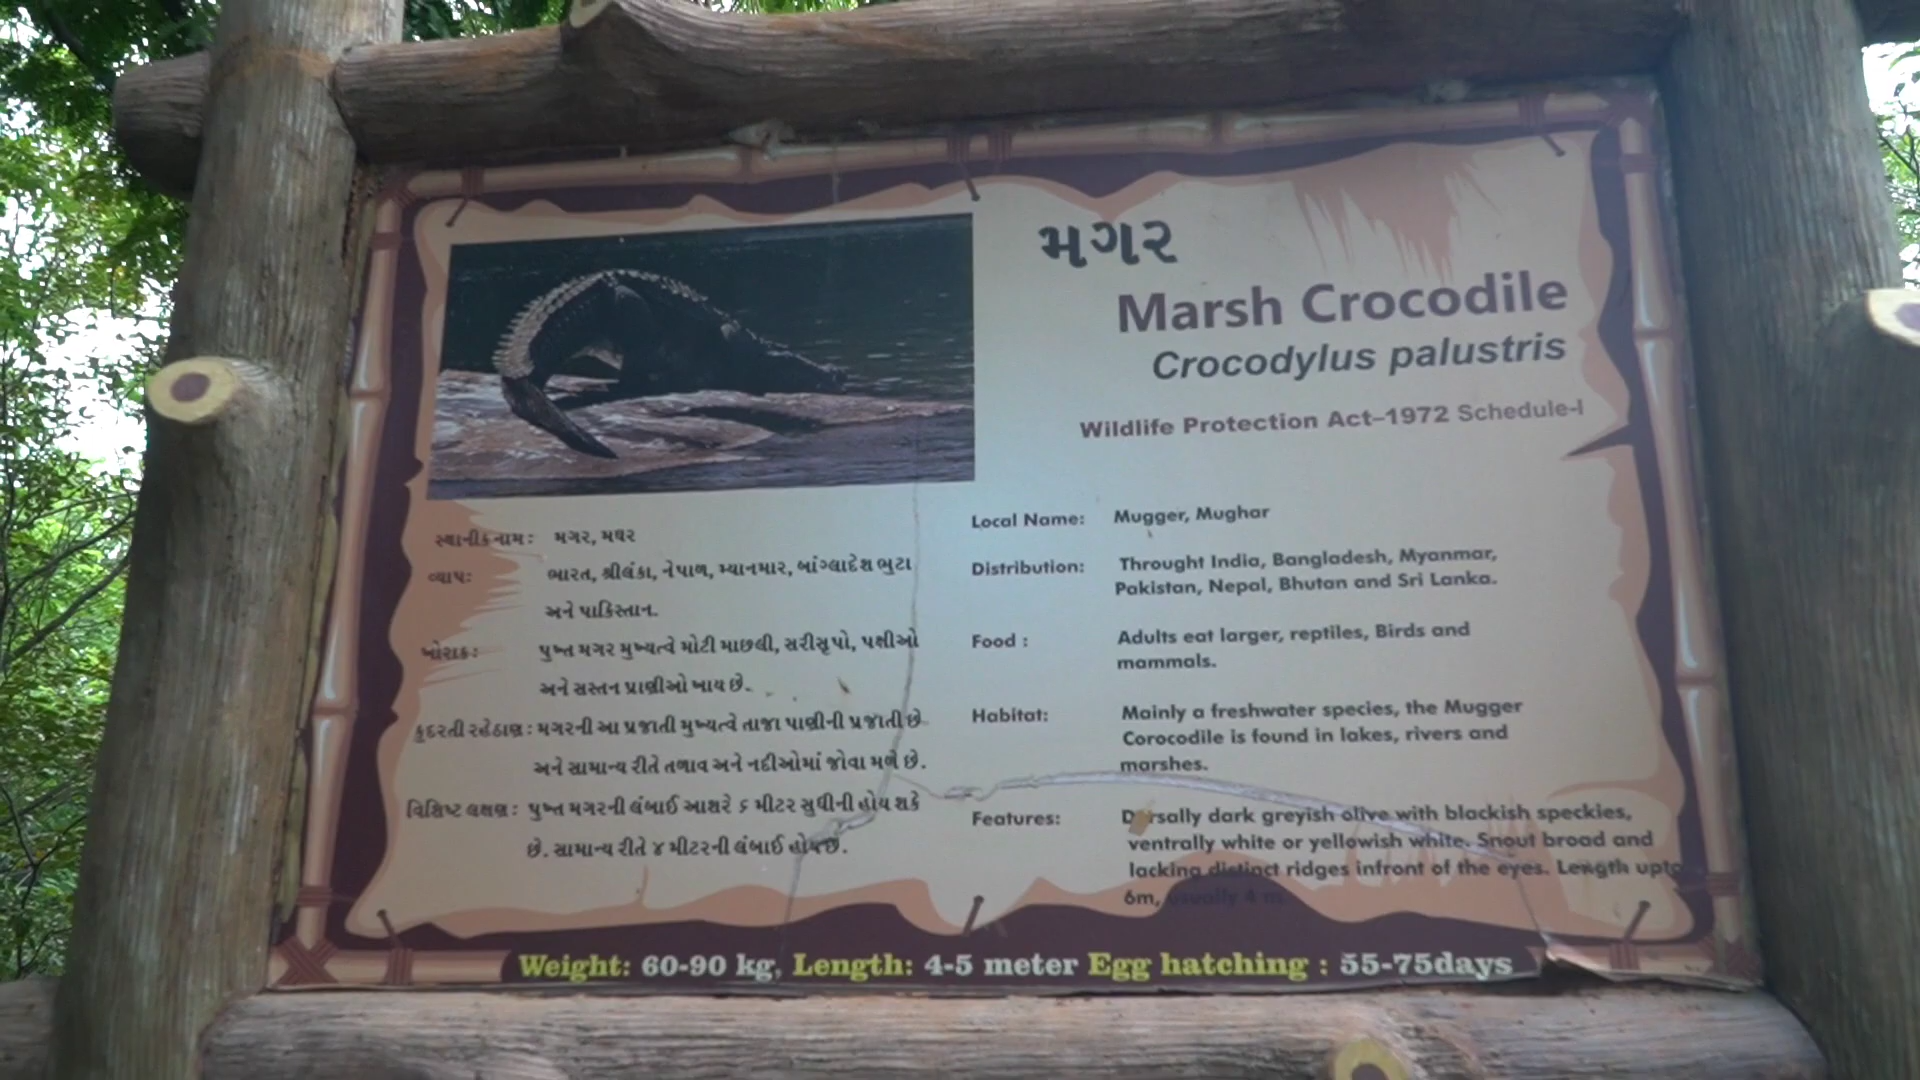 મગર
Marsh Crocodile
Crocodylus palustris
Wildlife Protection Act–1972 Schedule-I
સ્થાનીક નામ : મગર, મઘર
વ્યાપ: ભારત, શ્રીલંકા, નેપાળ, મ્યાનમાર, બાંગ્લાદેશ ભુટા
અને પાકિસ્તાન.
ખોરાક : પુખ્ત મગર મુખ્યત્વે મોટી માછલી, સરીસૃપો, પક્ષીઓ
અને સસ્તન પ્રાણીઓ ખાય છે.
કુદરતી રહેઠાણ : મગરની આ પ્રજાતી મુખ્યત્વે તાજા પાણીની પ્રજાતી છે
અને સામાન્ય રીતે તળાવ અને નદીઓમાં જોવા મળે છે.
વિશિષ્ટ લક્ષણ : પુખ્ત મગરની લંબાઈ આશરે ૬ મીટર સુધીની હોય શકે
છે. સામાન્ય રીતે ૪ મીટરની લંબાઈ હોય છે.
Local Name: Mugger, Mughar
Distribution: Throught India, Bangladesh, Myanmar,
Pakistan, Nepal, Bhutan and Sri Lanka.
Food : Adults eat larger, reptiles, Birds and
mammals.
Habitat: Mainly a freshwater species, the Mugger
Corocodile is found in lakes, rivers and
marshes.
Features: Dorsally dark greyish olive with blackish speckies,
ventrally white or yellowish white. Snout broad and
lacking distinct ridges infront of the eyes. Length upto
6m, usually 4 m.
Weight: 60-90 kg, Length: 4-5 meter Egg hatching : 55-75days